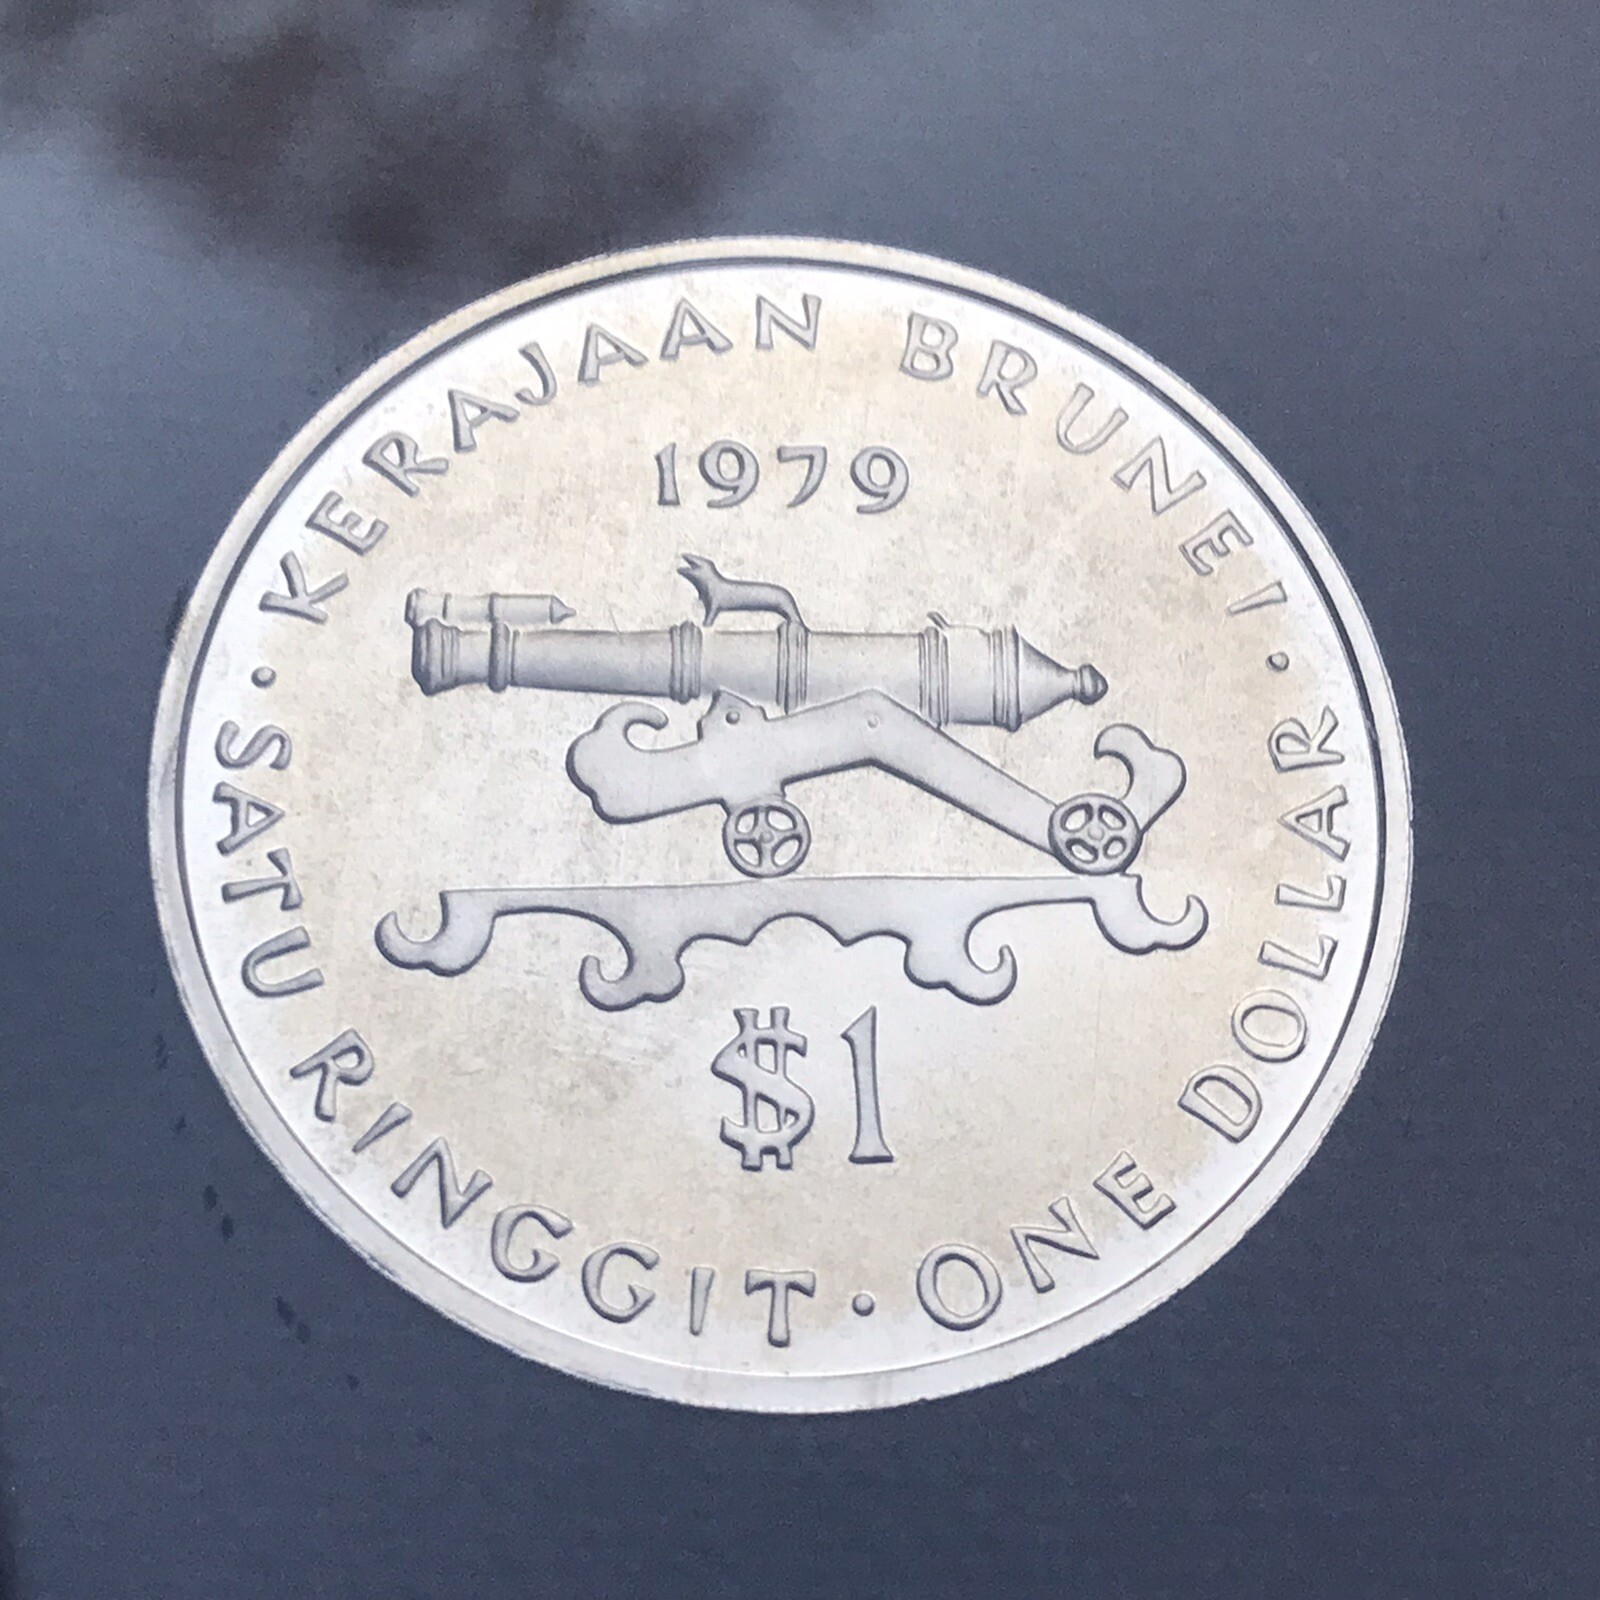 KERAJAAN BRUNEI
1979
$1
SATU RINGGIT · ONE DOLLAR